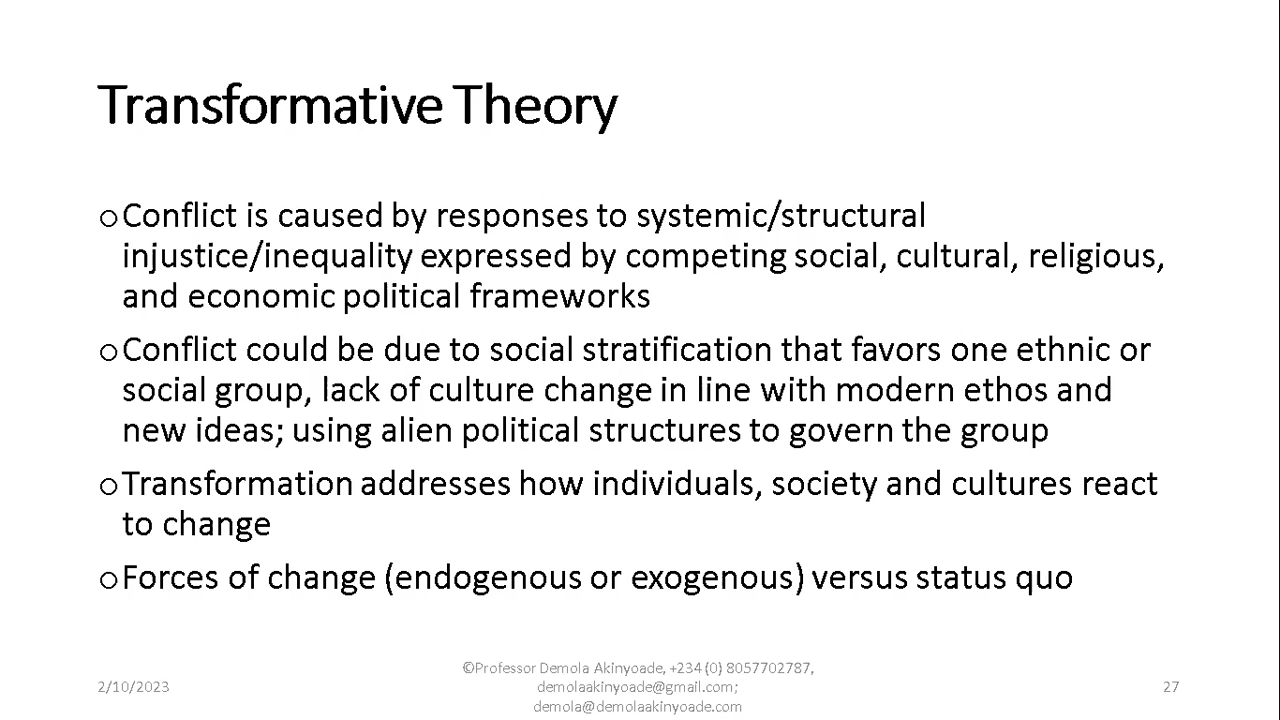 Transformative Theory
○Conflict is caused by responses to systemic/structural
injustice/inequality expressed by competing social, cultural, religious,
and economic political frameworks
○Conflict could be due to social stratification that favors one ethnic or
social group, lack of culture change in line with modern ethos and
new ideas; using alien political structures to govern the group
○Transformation addresses how individuals, society and cultures react
to change
○Forces of change (endogenous or exogenous) versus status quo
2/10/2023
©Professor Demola Akinyoade, +234 (0) 8057702787,
demolaakinyoade@gmail.com;
demola@demolaakinyoade.com
27